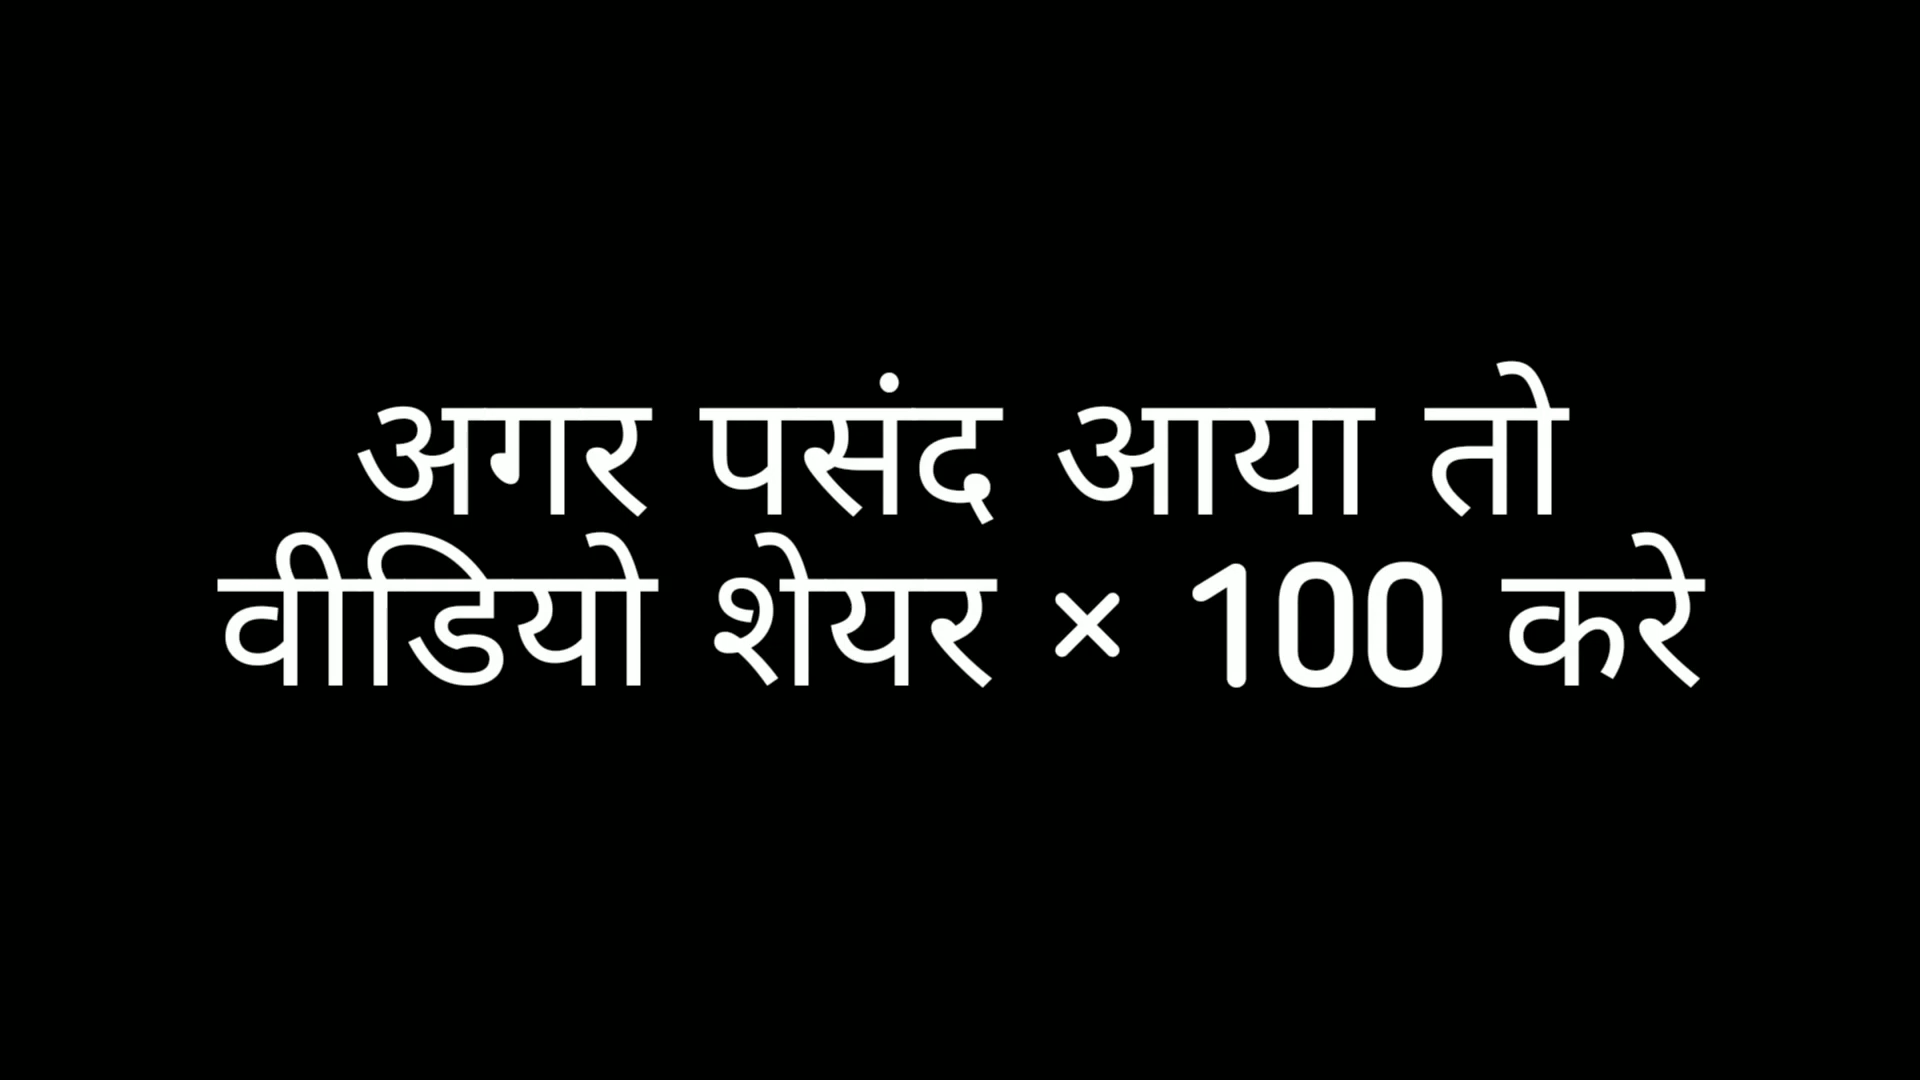 अगर पसंद आया तो
वीडियो शेयर × 100 करे